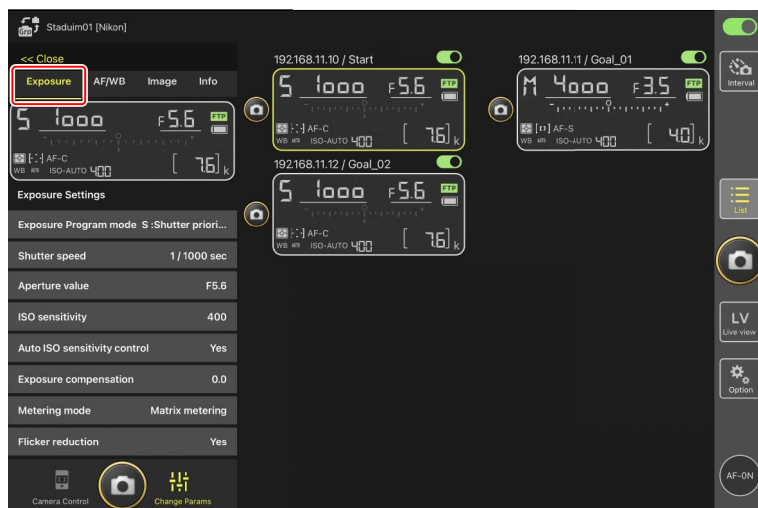 Grp Staduim01 [Nikon]
<< Close
Exposure AF/WB Image Info
S 1000 F5.6 FTP
AF-C
WB ISO-AUTO 400 [ 7.6] k
Exposure Settings
Exposure Program mode S :Shutter priori...
Shutter speed 1 / 1000 sec
Aperture value F5.6
ISO sensitivity 400
Auto ISO sensitivity control Yes
Exposure compensation 0.0
Metering mode Matrix metering
Flicker reduction Yes
Camera Control
Change Params
192.168.11.10 / Start
S 1000 F5.6 FTP
AF-C
WB ISO-AUTO 400 [ 7.6] k
192.168.11.11 / Goal_01
M 4000 F3.5 FTP
AF-S
WB ISO-AUTO 400 [ 4.0] k
192.168.11.12 / Goal_02
S 1000 F5.6 FTP
AF-C
WB ISO-AUTO 400 [ 7.6] k
Interval
List
LV
Live view
Option
AF-ON